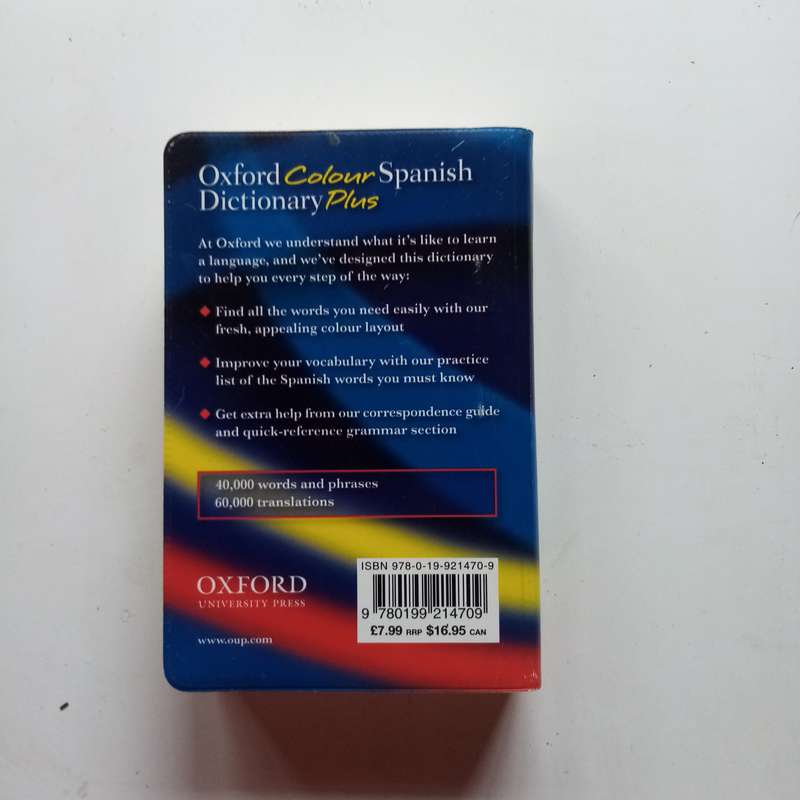 Oxford Colour Spanish
Dictionary Plus
At Oxford we understand what it's like to learn
a language, and we've designed this dictionary
to help you every step of the way:
Find all the words you need easily with our
fresh, appealing colour layout
Improve your vocabulary with our practice
list of the Spanish words you must know
Get extra help from our correspondence guide
and quick-reference grammar section
40,000 words and phrases
60,000 translations
OXFORD
UNIVERSITY PRESS
www.oup.com
ISBN 978-0-19-921470-9
9 780199 214709
£7.99 RRP $16.95 CAN